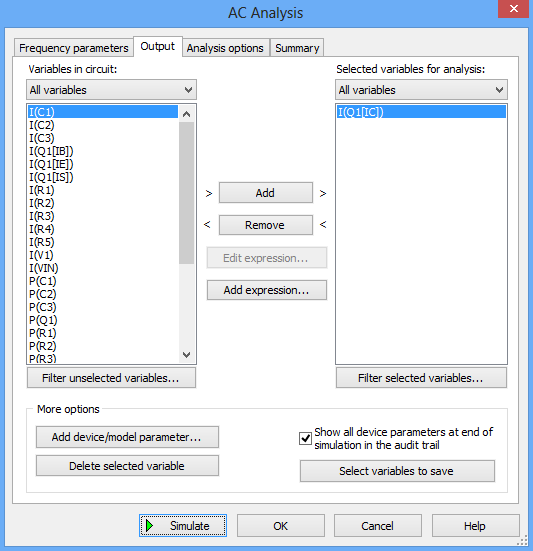 AC Analysis
Frequency parameters
Output
Analysis options
Summary
Variables in circuit:
All variables
I(C1)
I(C2)
I(C3)
I(Q1[IB])
I(Q1[IE])
I(Q1[IS])
I(R1)
I(R2)
I(R3)
I(R4)
I(R5)
I(V1)
I(VIN)
P(C1)
P(C2)
P(C3)
P(Q1)
P(R1)
P(R2)
P(R3)
Filter unselected variables...
> Add >
< Remove <
Edit expression...
Add expression...
Selected variables for analysis:
All variables
I(Q1[IC])
Filter selected variables...
More options
Add device/model parameter...
Delete selected variable
Show all device parameters at end of
simulation in the audit trail
Select variables to save
Simulate
OK
Cancel
Help